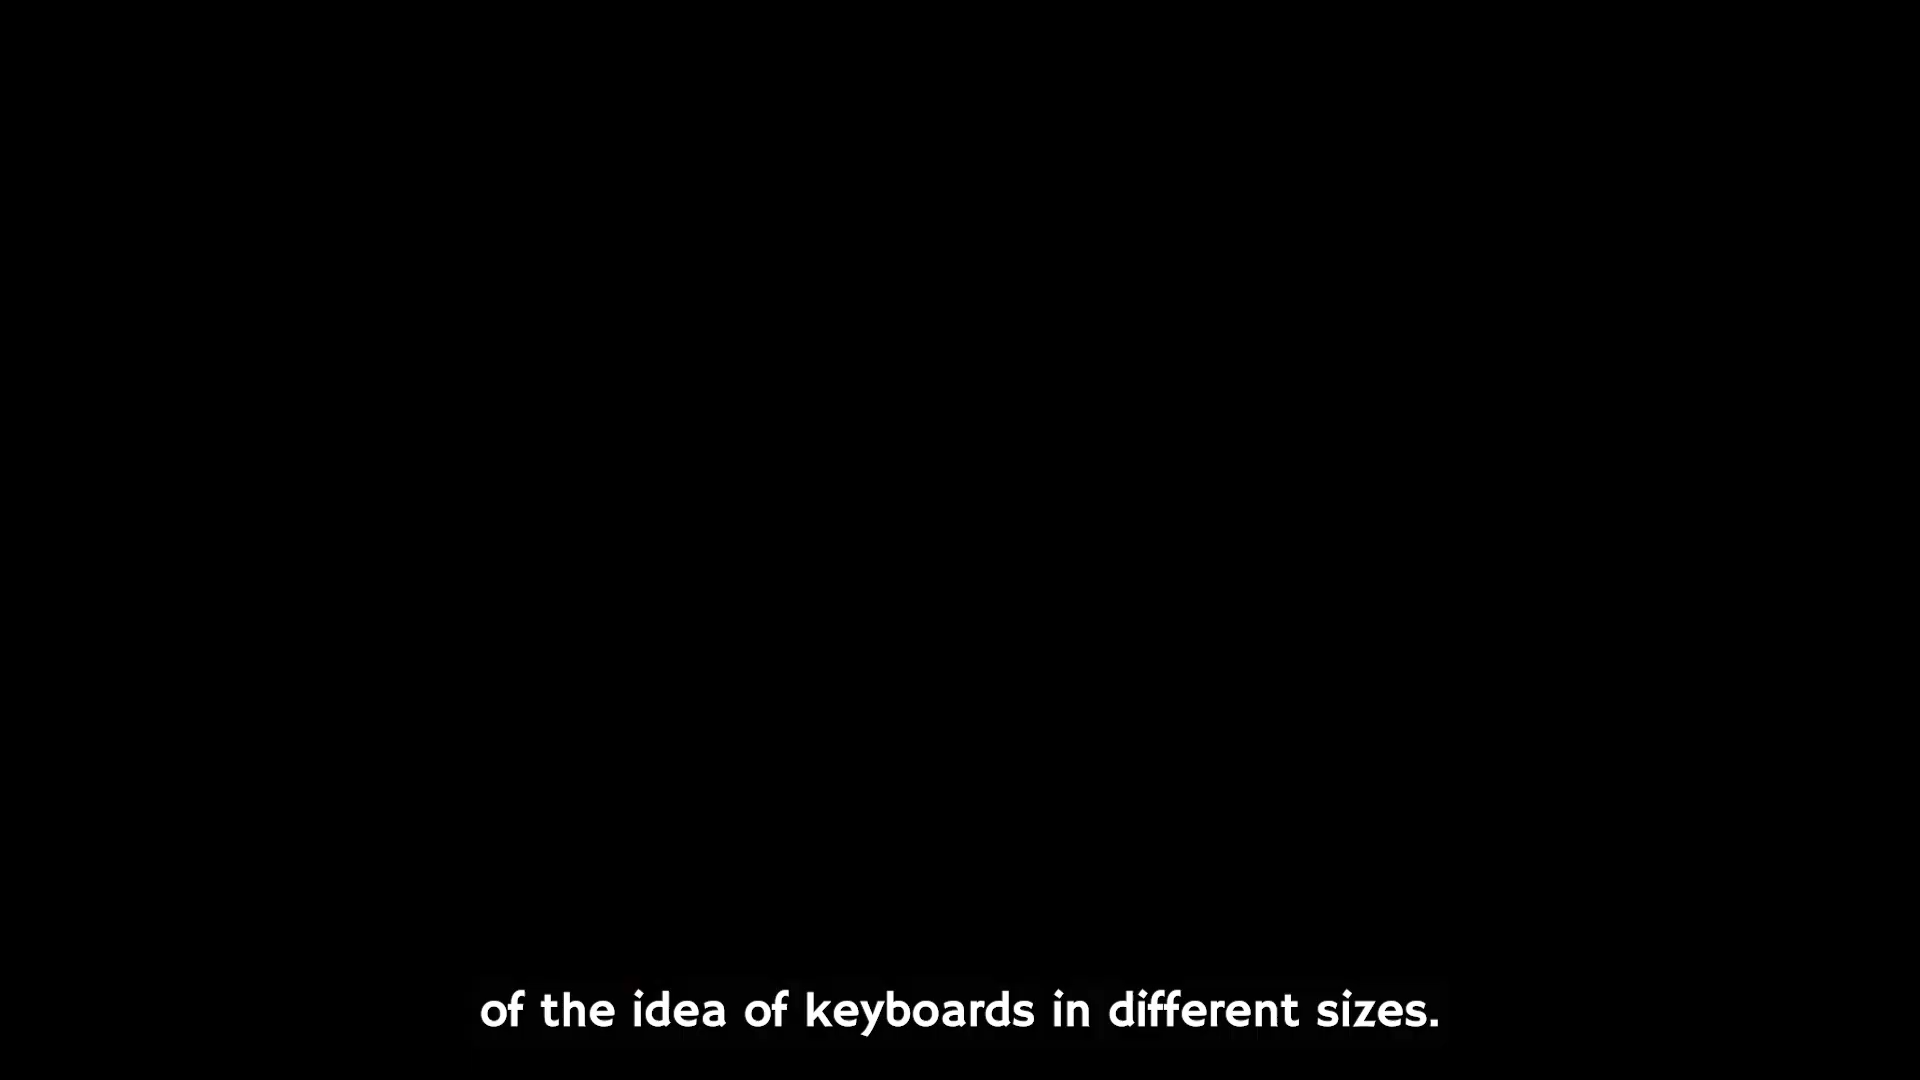 of the idea of keyboards in different sizes.